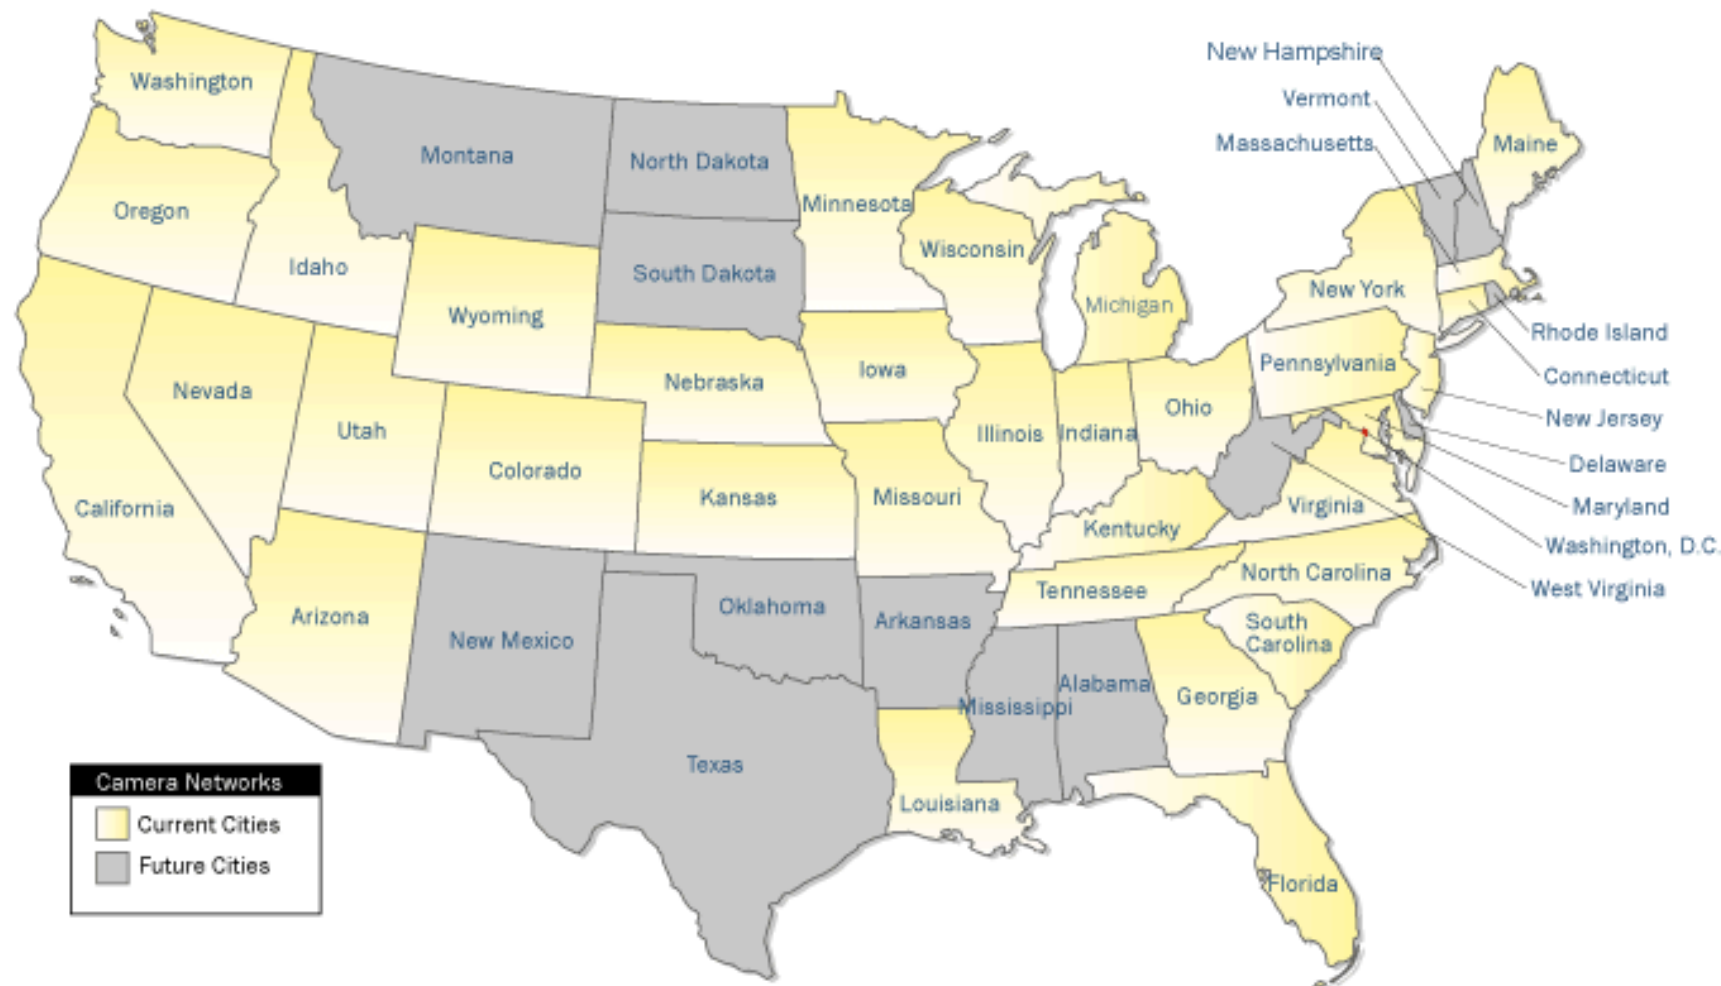 New Hampshire
Vermont
Massachusetts
Washington
Montana
North Dakota
Minnesota
Maine
Oregon
Idaho
South Dakota
Wisconsin
Michigan
New York
Wyoming
Rhode Island
Nevada
Nebraska
Iowa
Pennsylvania
Connecticut
Utah
Colorado
Illinois
Indiana
Ohio
New Jersey
Delaware
California
Kansas
Missouri
Kentucky
Virginia
Maryland
Washington, D.C.
Arizona
New Mexico
Oklahoma
Arkansas
Tennessee
North Carolina
West Virginia
South
Carolina
Mississippi
Alabama
Georgia
Texas
Louisiana
Florida
Camera Networks
Current Cities
Future Cities